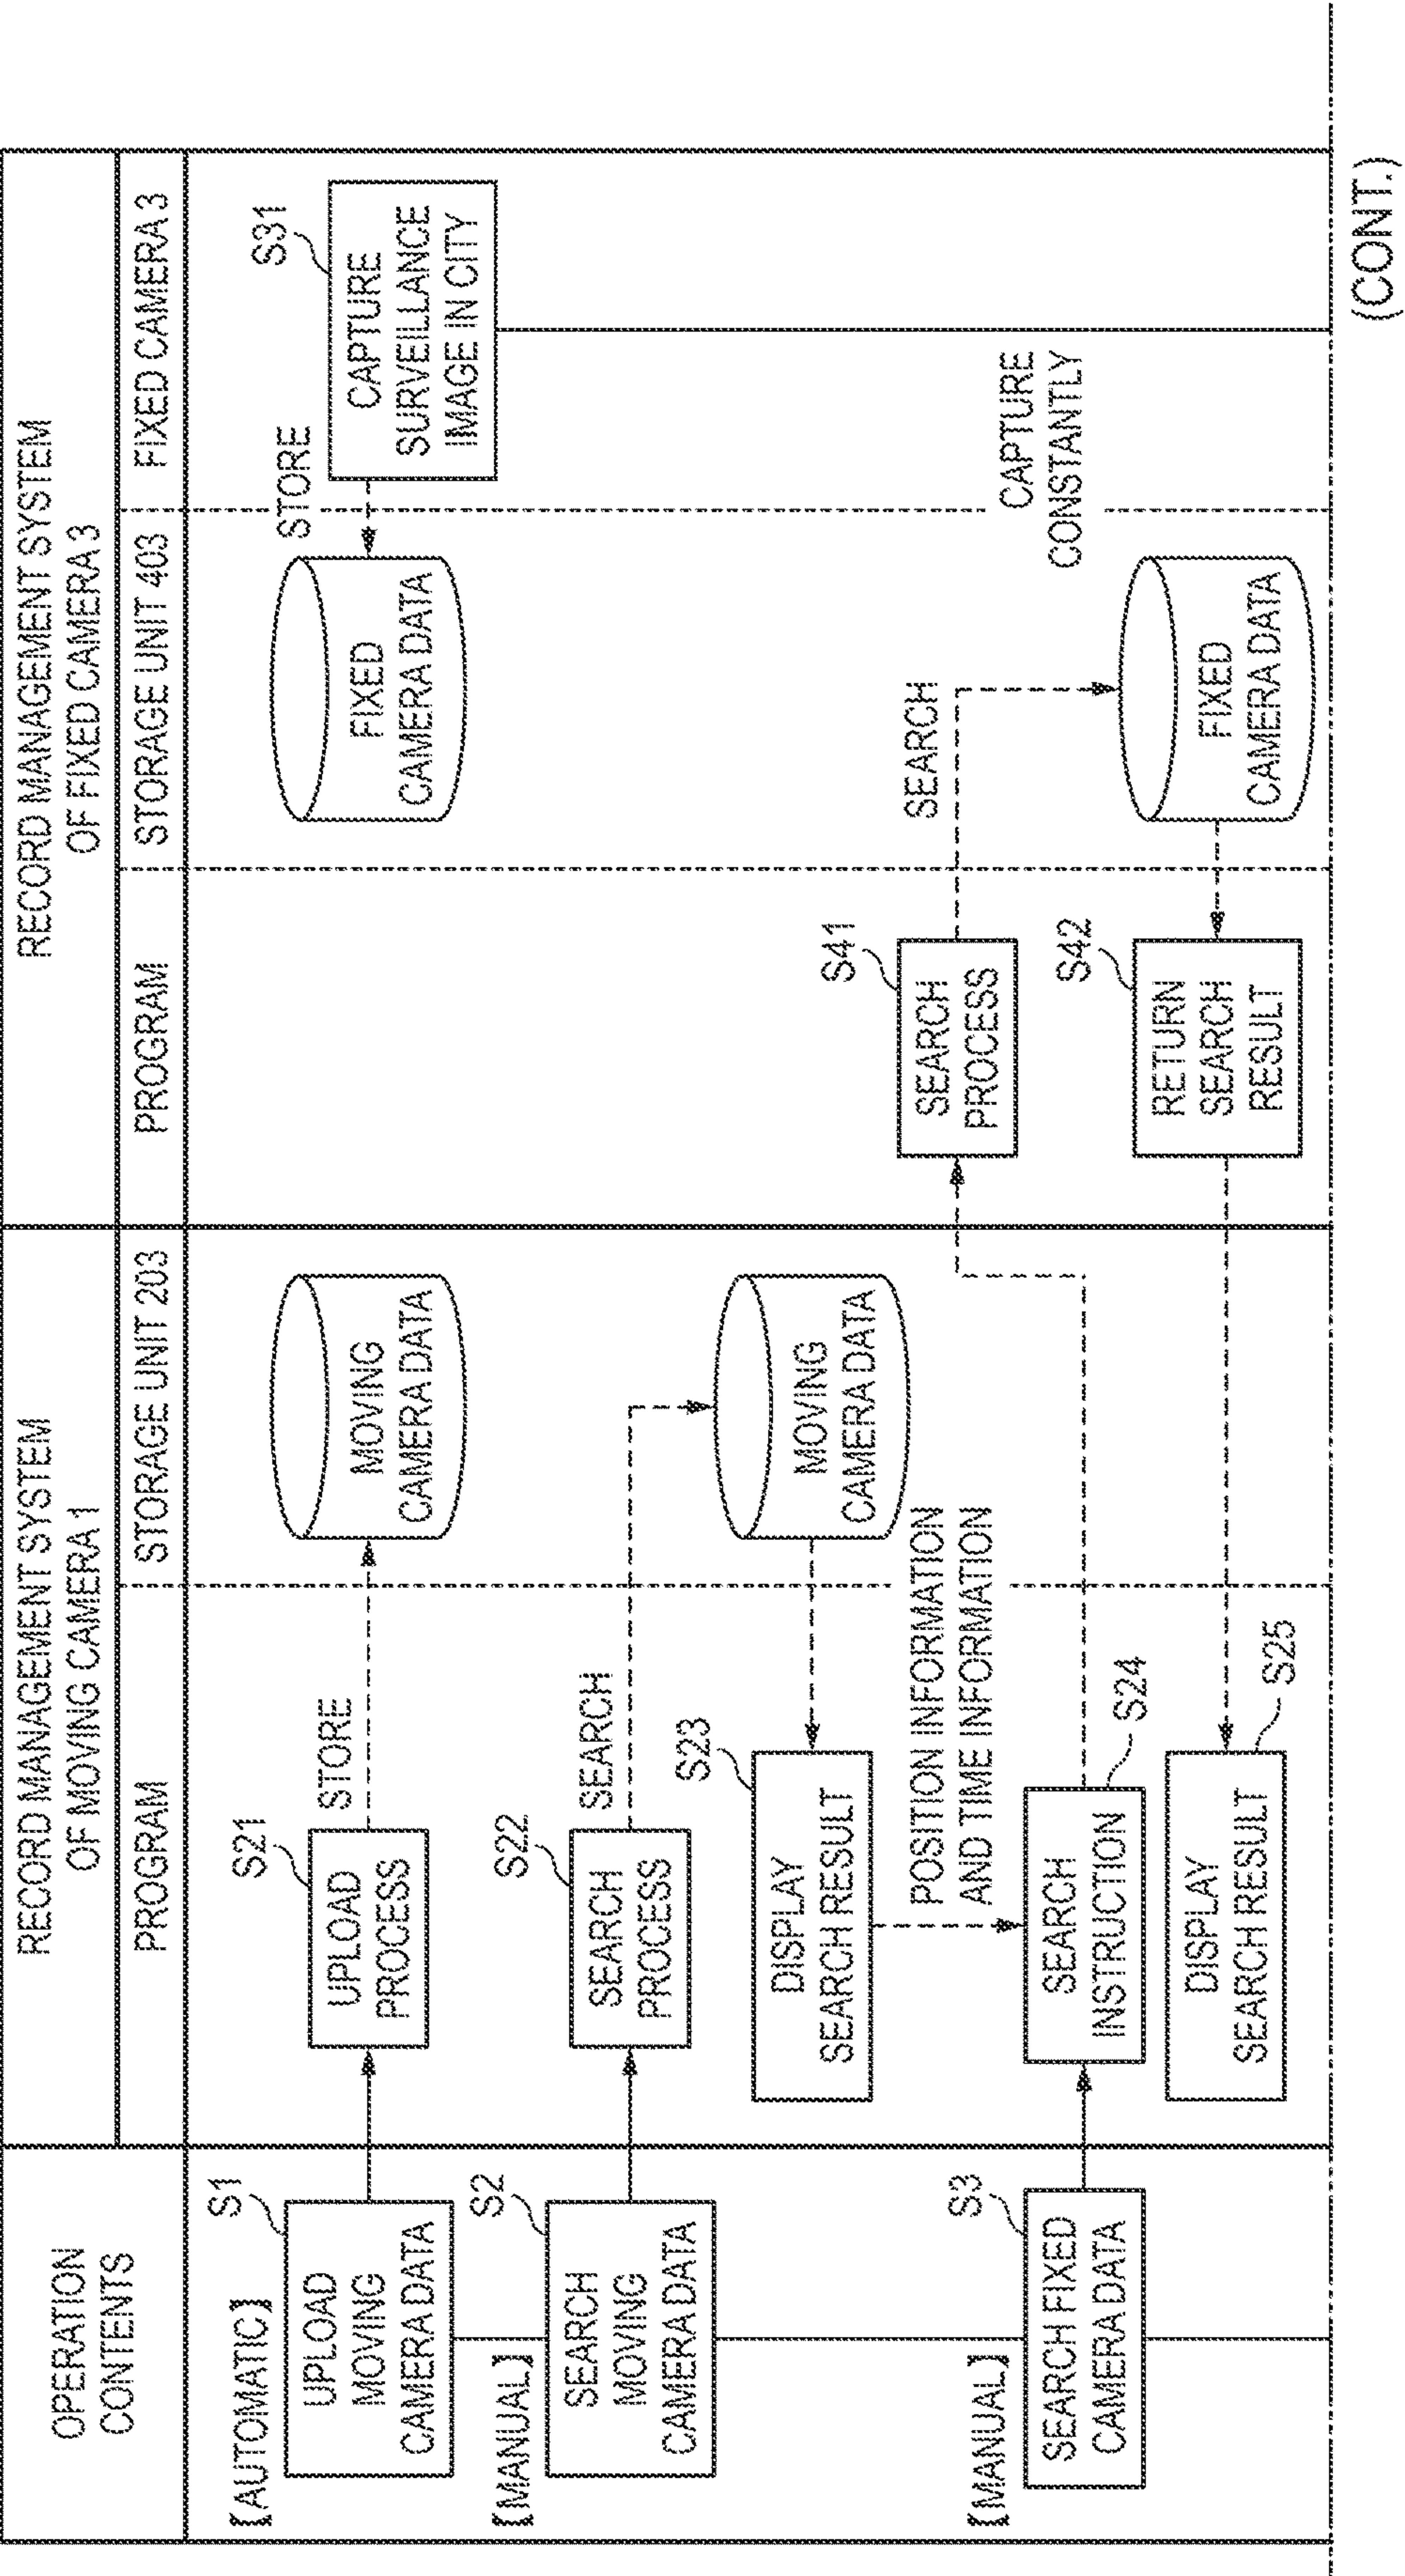 OPERATION
CONTENTS
RECORD MANAGEMENT SYSTEM
OF MOVING CAMERA 1
RECORD MANAGEMENT SYSTEM
OF FIXED CAMERA 3
PROGRAM
STORAGE UNIT 203
PROGRAM
STORAGE UNIT 403
FIXED CAMERA 3
【AUTOMATIC】
S1
UPLOAD
MOVING
CAMERA DATA
S21
UPLOAD
PROCESS
STORE
MOVING
CAMERA DATA
FIXED
CAMERA DATA
STORE
S31
CAPTURE
SURVEILLANCE
IMAGE IN CITY
【MANUAL】
S2
SEARCH
MOVING
CAMERA DATA
S22
SEARCH
PROCESS
SEARCH
MOVING
CAMERA DATA
S23
DISPLAY
SEARCH RESULT
POSITION INFORMATION
AND TIME INFORMATION
【MANUAL】
S3
SEARCH FIXED
CAMERA DATA
SEARCH
INSTRUCTION
S24
S41
SEARCH
PROCESS
SEARCH
CAPTURE
CONSTANTLY
FIXED
CAMERA DATA
S42
RETURN
SEARCH
RESULT
DISPLAY
SEARCH RESULT
S25
(CONT.)